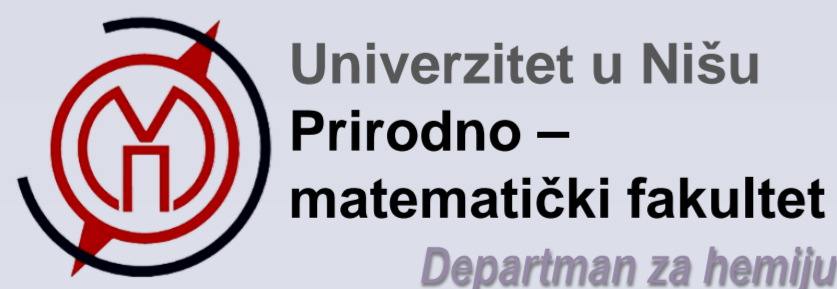 Univerzitet u Nišu
Prirodno –
matematički fakultet
Departman za hemiju